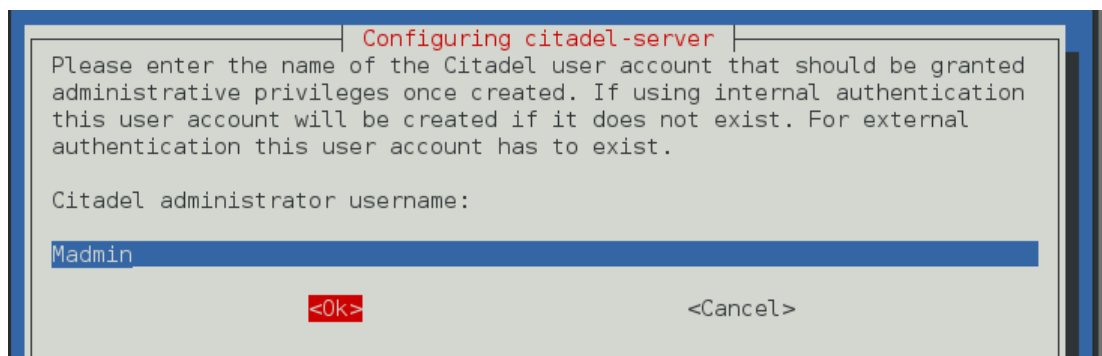 Configuring citadel-server
Please enter the name of the Citadel user account that should be granted
administrative privileges once created. If using internal authentication
this user account will be created if it does not exist. For external
authentication this user account has to exist.
Citadel administrator username:
Madmin
<Ok> <Cancel>